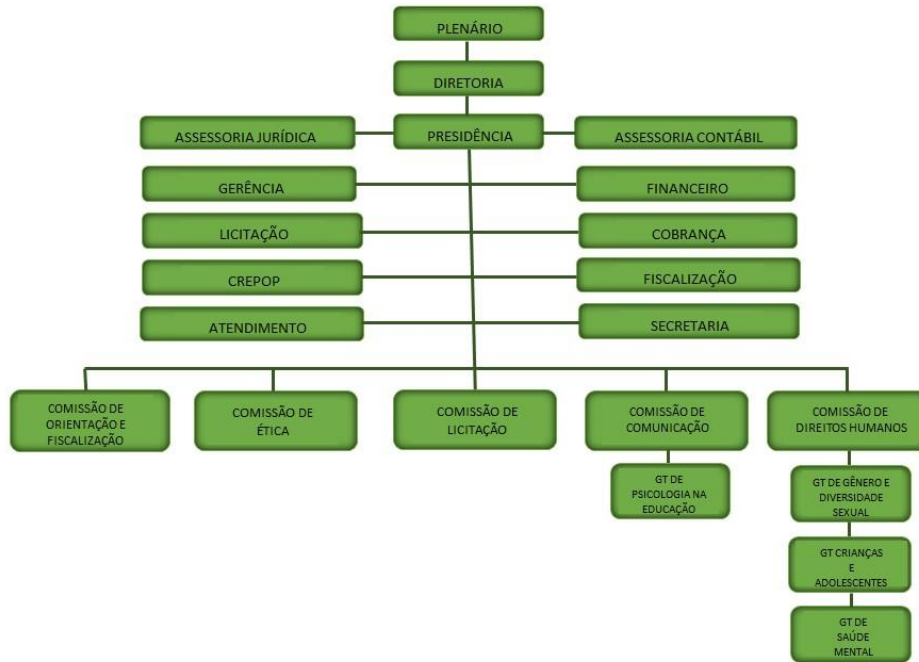 PLENÁRIO
DIRETORIA
ASSESSORIA JURÍDICA
PRESIDÊNCIA
ASSESSORIA CONTÁBIL
GERÊNCIA
FINANCEIRO
LICITAÇÃO
COBRANÇA
CREPOP
FISCALIZAÇÃO
ATENDIMENTO
SECRETARIA
COMISSÃO DE
ORIENTAÇÃO E
FISCALIZAÇÃO
COMISSÃO DE
ÉTICA
COMISSÃO DE
LICITAÇÃO
COMISSÃO DE
COMUNICAÇÃO
COMISSÃO DE
DIREITOS HUMANOS
GT DE
PSICOLOGIA NA
EDUCAÇÃO
GT DE GÊNERO E
DIVERSIDADE
SEXUAL
GT CRIANÇAS
E
ADOLESCENTES
GT DE
SAÚDE
MENTAL